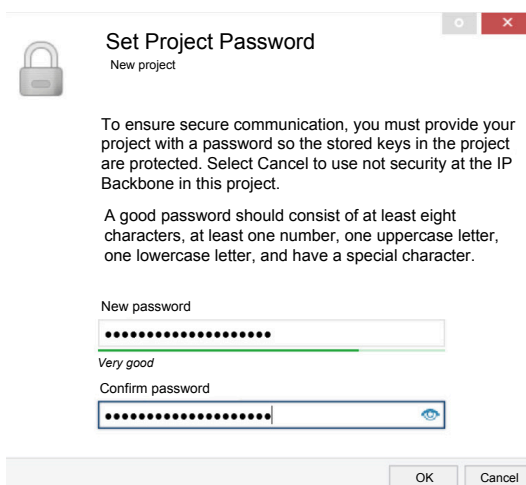 Set Project Password
New project
To ensure secure communication, you must provide your
project with a password so the stored keys in the project
are protected. Select Cancel to use not security at the IP
Backbone in this project.
A good password should consist of at least eight
characters, at least one number, one uppercase letter,
one lowercase letter, and have a special character.
New password
••••••••••••••••••••
Very good
Confirm password
••••••••••••••••••••
OK Cancel